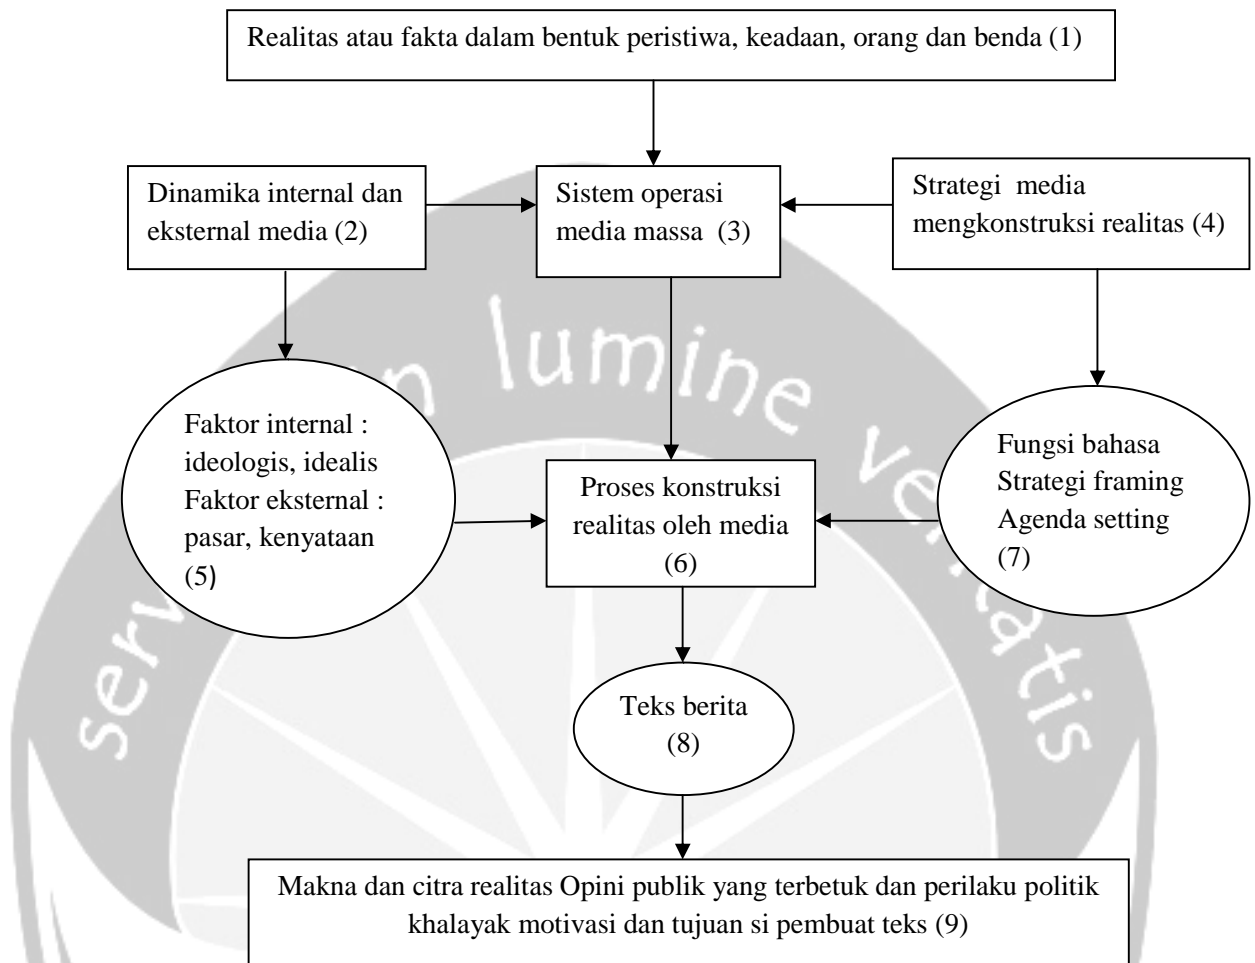 Realitas atau fakta dalam bentuk peristiwa, keadaan, orang dan benda (1)
Dinamika internal dan
eksternal media (2)
Sistem operasi
media massa (3)
Strategi media
mengkonstruksi realitas (4)
Faktor internal :
ideologis, idealis
Faktor eksternal :
pasar, kenyataan
(5)
Proses konstruksi
realitas oleh media
(6)
Fungsi bahasa
Strategi framing
Agenda setting
(7)
Teks berita
(8)
Makna dan citra realitas Opini publik yang terbetuk dan perilaku politik
khalayak motivasi dan tujuan si pembuat teks (9)
lumine